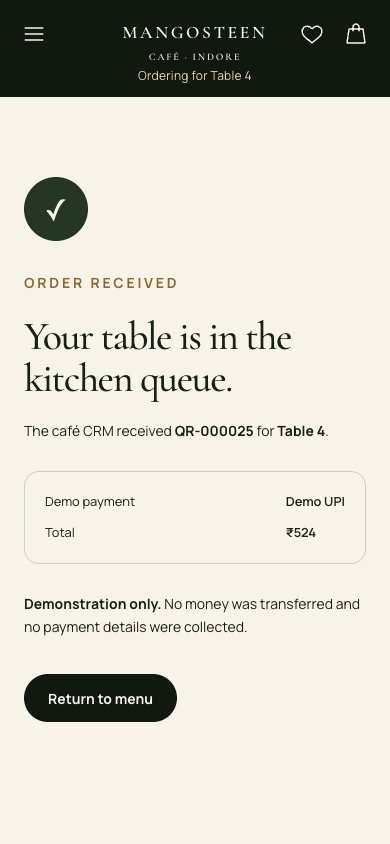 MANGOSTEEN
CAFÉ · INDORE
Ordering for Table 4
ORDER RECEIVED
Your table is in the
kitchen queue.
The café CRM received QR-000025 for Table 4.
Demo payment Demo UPI
Total ₹524
Demonstration only. No money was transferred and
no payment details were collected.
Return to menu